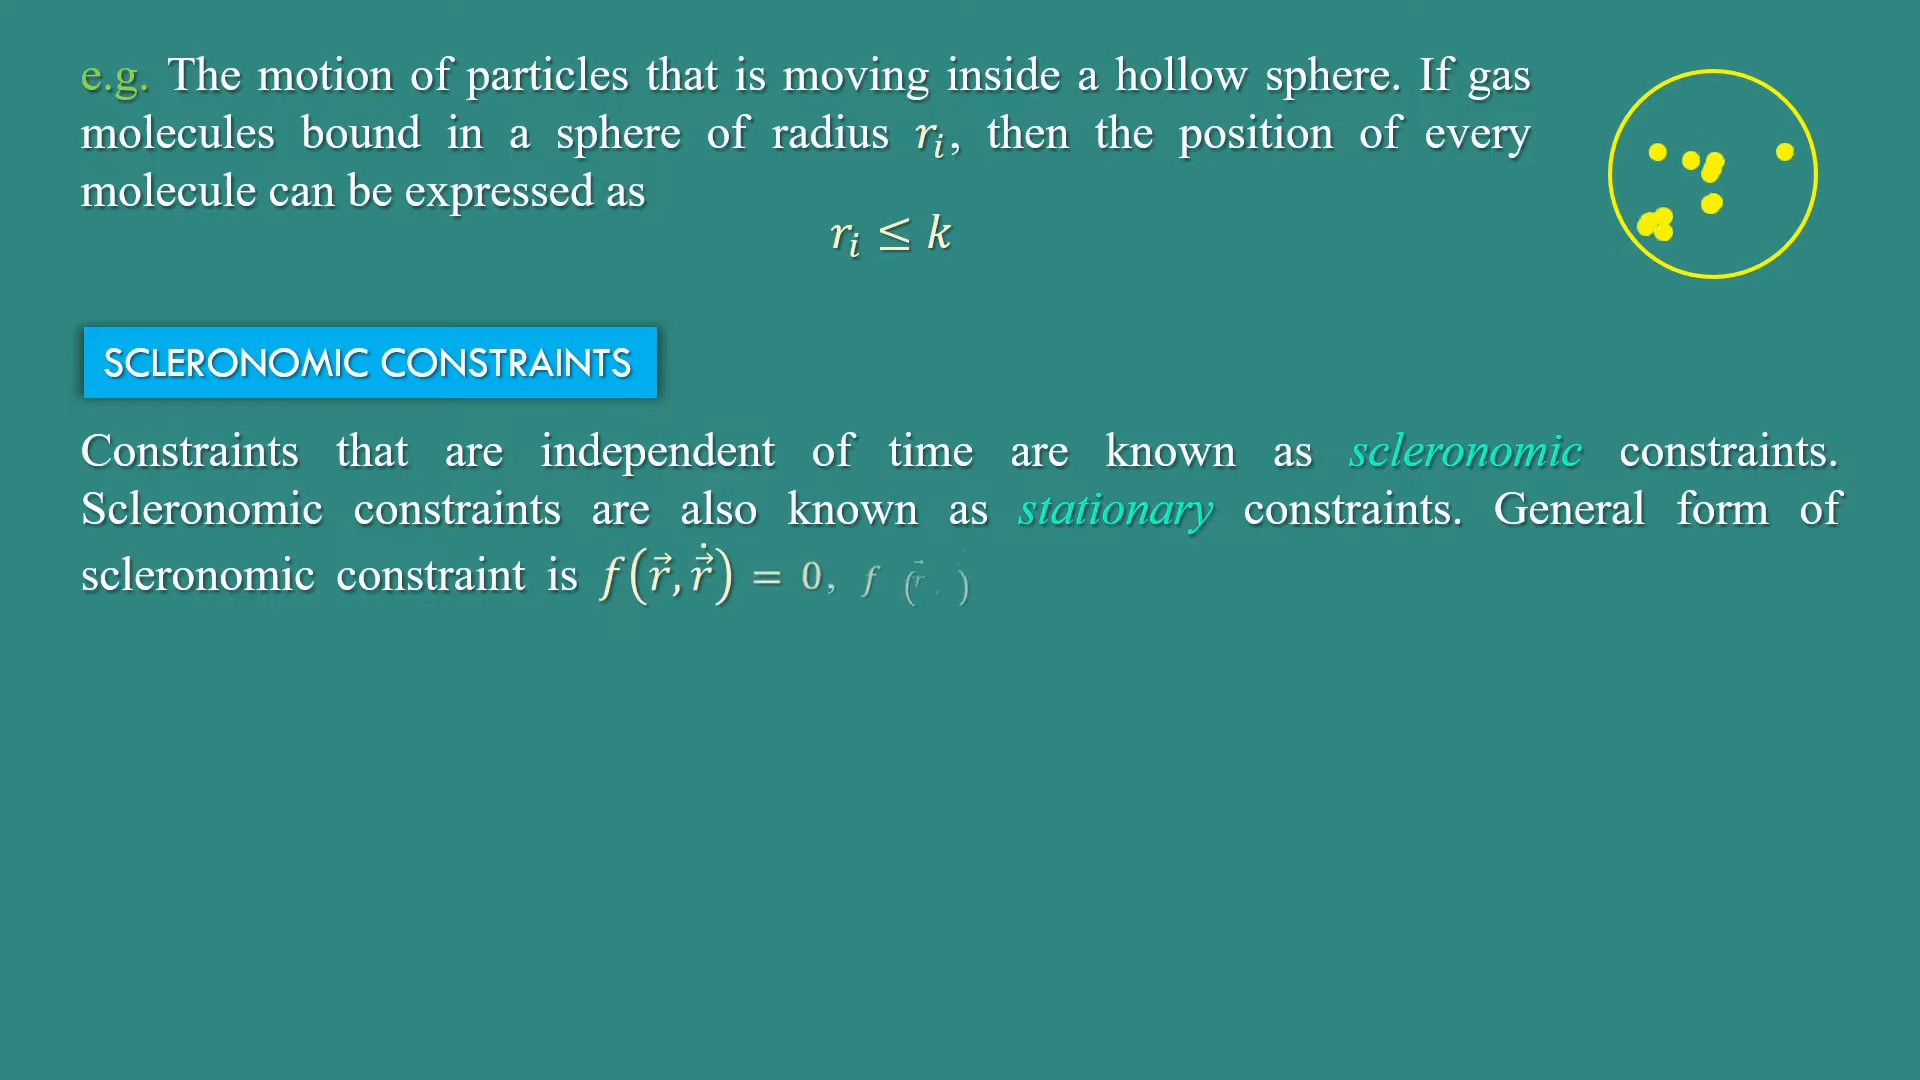 e.g. The motion of particles that is moving inside a hollow sphere. If gas
molecules bound in a sphere of radius rᵢ, then the position of every
molecule can be expressed as
rᵢ ≤ k
SCLERONOMIC CONSTRAINTS
Constraints that are independent of time are known as scleronomic constraints.
Scleronomic constraints are also known as stationary constraints. General form of
scleronomic constraint is f(r⃗, ṙ⃗) = 0, f (r⃗ , )